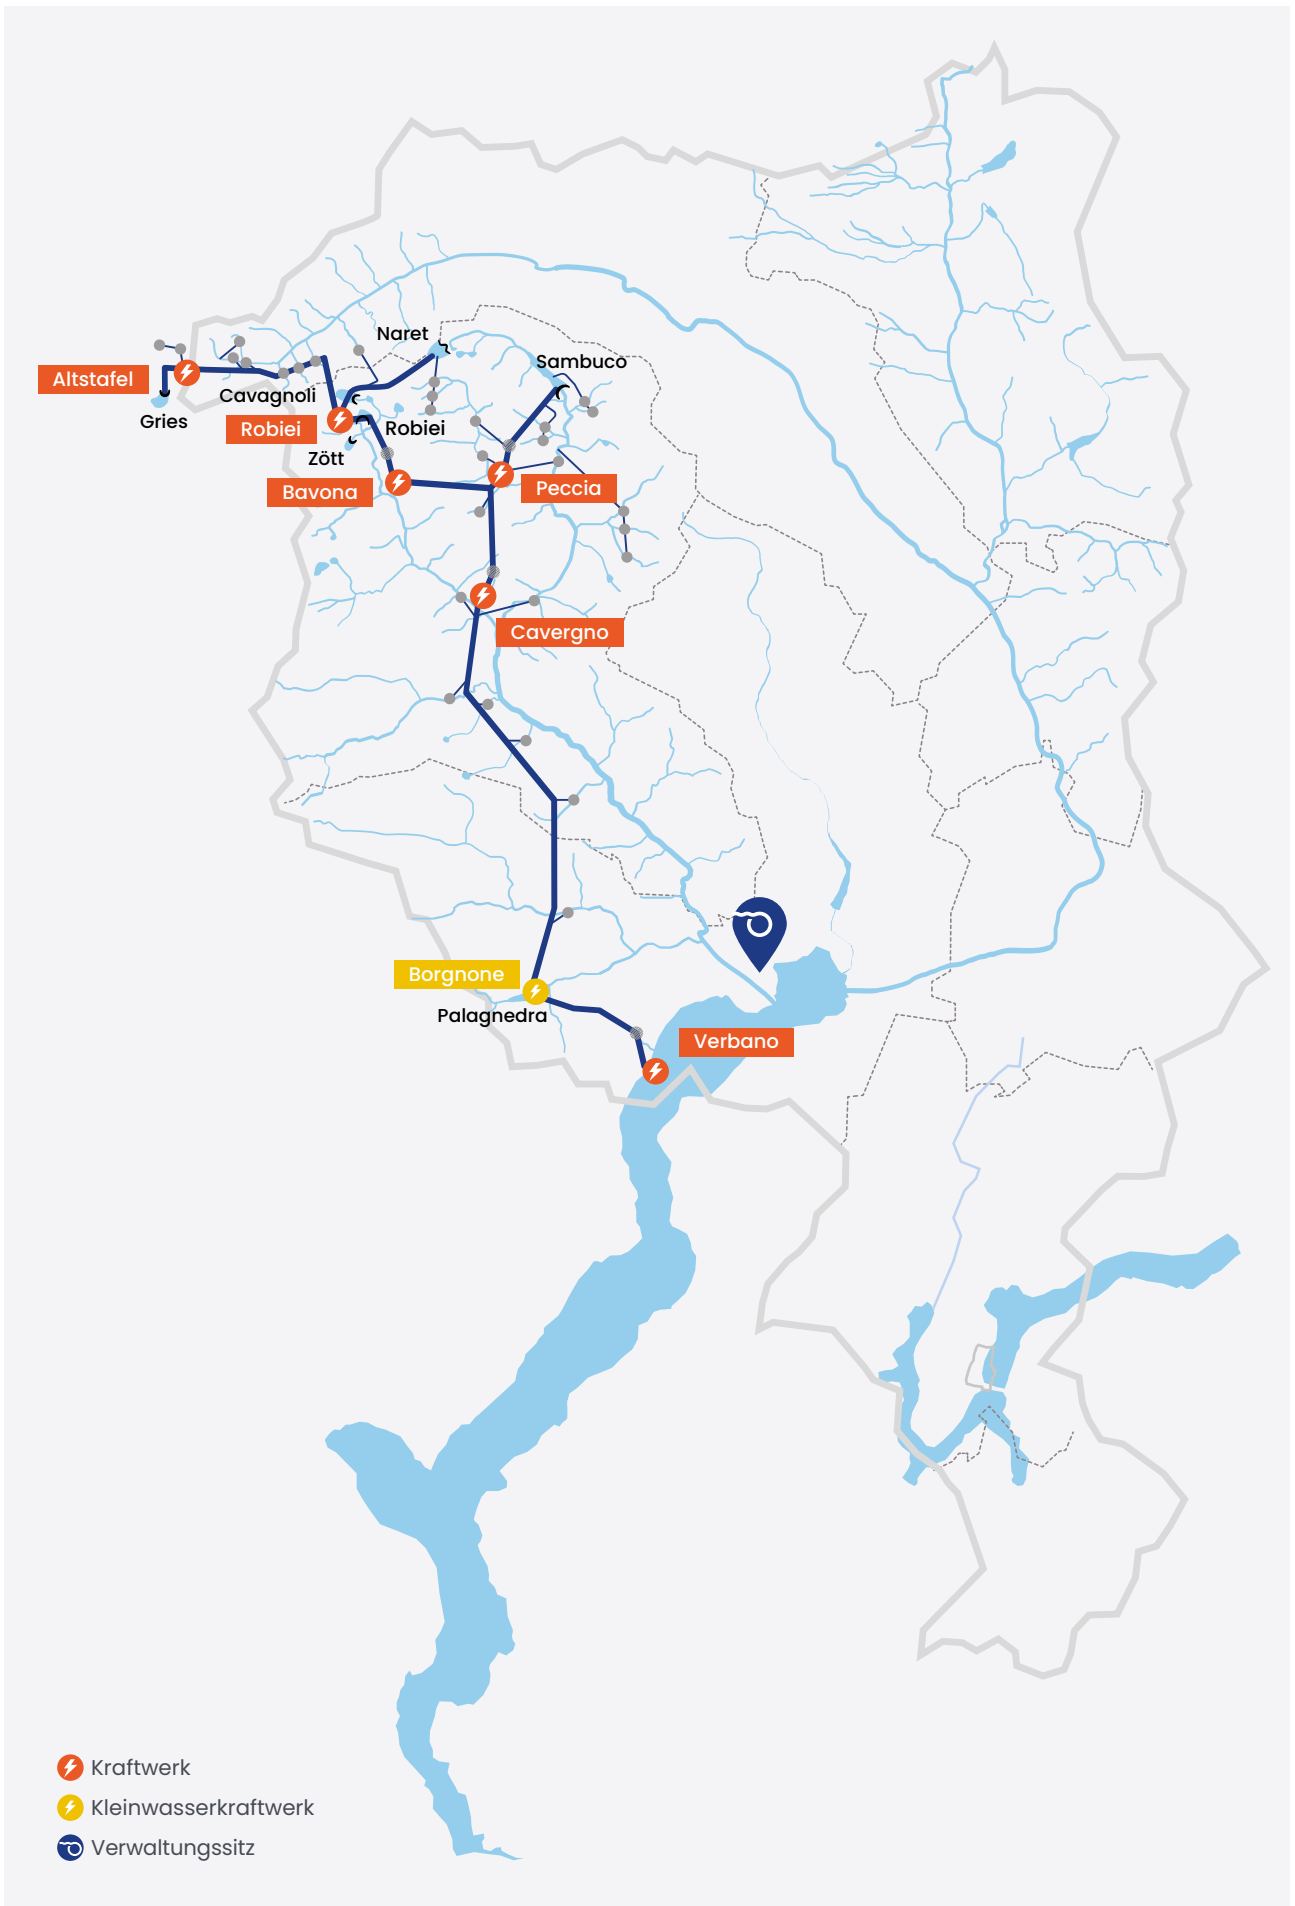 Naret
Sambuco
Altstafel
Cavagnoli
Gries
Robiei
Robiei
Zött
Bavona
Peccia
Cavergno
Borgnone
Palagnedra
Verbano
Kraftwerk
Kleinwasserkraftwerk
Verwaltungssitz